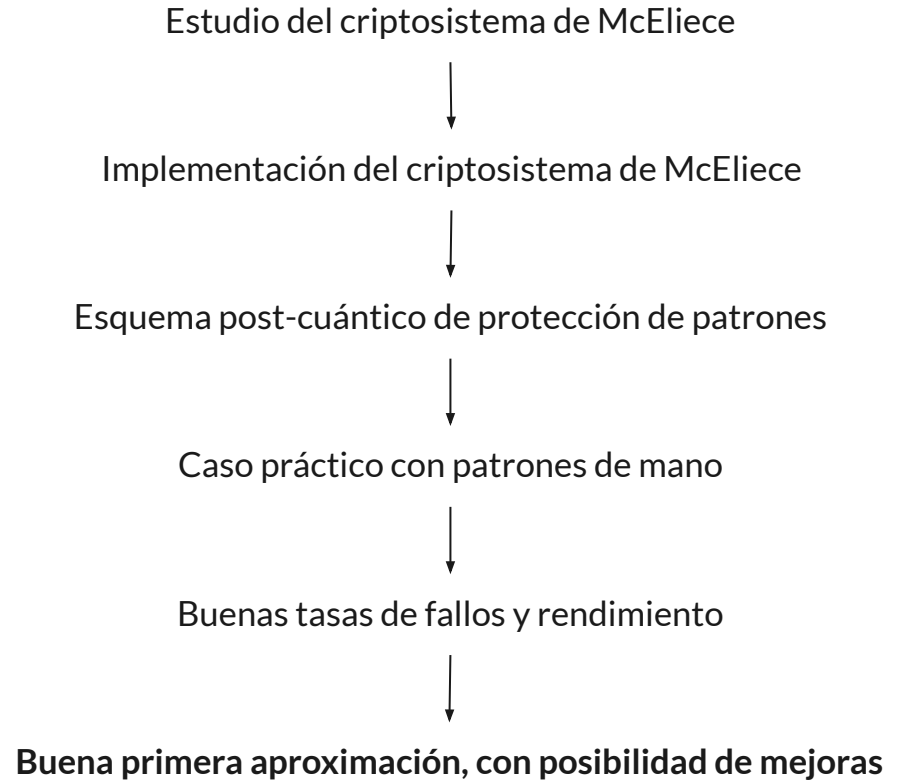 Estudio del criptosistema de McEliece
Implementación del criptosistema de McEliece
Esquema post-cuántico de protección de patrones
Caso práctico con patrones de mano
Buenas tasas de fallos y rendimiento
Buena primera aproximación, con posibilidad de mejoras